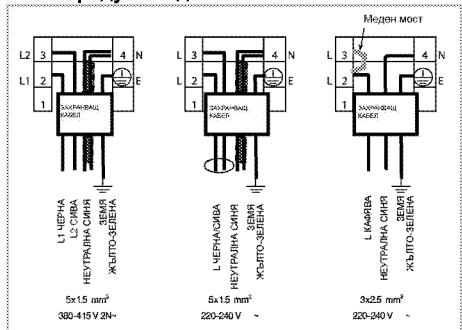 Меден мост
L2 3 4 N
L1 2 E
1
ЗАХРАНВАЩ
КАБЕЛ
L1 ЧЕРНА
L2 СИВА
НЕУТРАЛНА СИНЯ
ЗЕМЯ
ЖЪЛТО-ЗЕЛЕНА
5x1.5 mm²
380-415 V 2N~
L 3 4 N
L 2 E
1
ЗАХРАНВАЩ
КАБЕЛ
L ЧЕРНА/СИВА
НЕУТРАЛНА СИНЯ
ЗЕМЯ
ЖЪЛТО-ЗЕЛЕНА
5x1.5 mm²
220-240 V ~
L 3 4 N
L 2 E
1
ЗАХРАНВАЩ
КАБЕЛ
L КАФЯВА
НЕУТРАЛНА СИНЯ
ЗЕМЯ
ЖЪЛТО-ЗЕЛЕНА
3x2.5 mm²
220-240 V ~